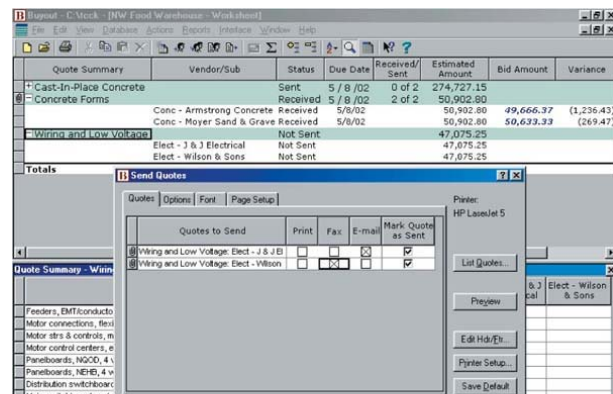 Buyout - C:\tock - [NW Food Warehouse - Worksheet]
File Edit View Database Actions Reports Interface Window Help
Quote Summary Vendor/Sub Status Due Date Received/Sent Estimated Amount Bid Amount Variance
Cast-In-Place Concrete Sent 5/8/02 0 of 2 274,727.15
Concrete Forms Received 5/8/02 2 of 2 50,902.80
Conc - Armstrong Concrete Received 5/8/02 50,902.80 49,666.37 (1,236.43)
Conc - Moyer Sand & Grave Received 5/8/02 50,902.80 50,633.33 (269.47)
Wiring and Low Voltage Not Sent 47,075.25
Elect - J & J Electrical Not Sent 47,075.25
Elect - Wilson & Sons Not Sent 47,075.25
Totals
Send Quotes
Quotes Options Font Page Setup
Printer:
HP LaserJet 5
Quotes to Send Print Fax E-mail Mark Quote as Sent
Wiring and Low Voltage: Elect - J & J El
Wiring and Low Voltage: Elect - Wilson
List Quotes...
Preview
Edit Hdr/Ftr...
Printer Setup...
Save Default
Quote Summary - Wirin
& J Elect - Wilson
cal & Sons
Feeders, EMT/conducto
Motor connections, flexi
Motor strs & controls, m
Motor control centers, e
Panelboards, NQOD, 4 v
Panelboards, NEHB, 4 w
Distribution switchboard